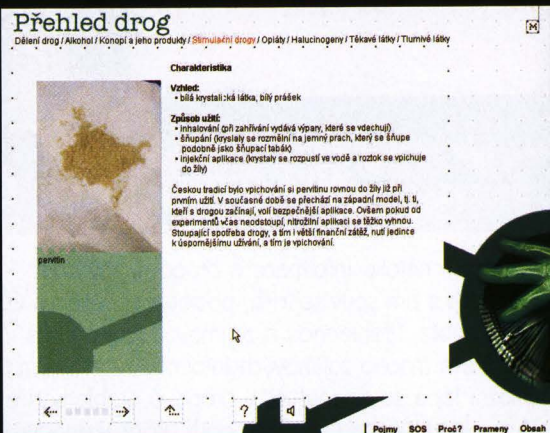 Přehled drog
M
Dělení drog / Alkohol / Konopí a jeho produkty / Stimulační drogy / Opiáty / Halucinogeny / Těkavé látky / Tlumivé látky
Charakteristika
Vzhled:
• bílá krystalická látka, bílý prášek
Způsob užití:
• inhalování (při zahřívání vydává výpary, které se vdechují)
• šňupání (krystaly se rozmělní na jemný prach, který se šňupe
podobně jako šňupací tabák)
• injekční aplikace (krystaly se rozpustí ve vodě a roztok se vpichuje
do žíly)
Českou tradicí bylo vpichování si pervitinu rovnou do žíly již při
prvním užití. V současné době se přechází na západní model, tj. ti,
kteří s drogou začínají, volí bezpečnější aplikace. Ovšem pokud od
experimentů včas neodstoupí, nitrožilní aplikaci se těžko vyhnou.
Stoupající spotřeba drogy, a tím i větší finanční zátěž, nutí jedince
k úspornějšímu užívání, a tím je vpichování.
pervitin
?
Pojmy SOS Proč? Prameny Obsah